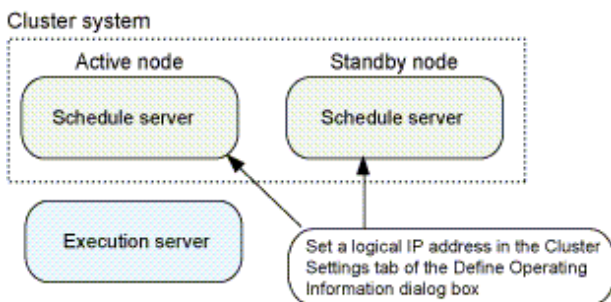 Cluster system
Active node
Standby node
Schedule server
Schedule server
Execution server
Set a logical IP address in the Cluster
Settings tab of the Define Operating
Information dialog box